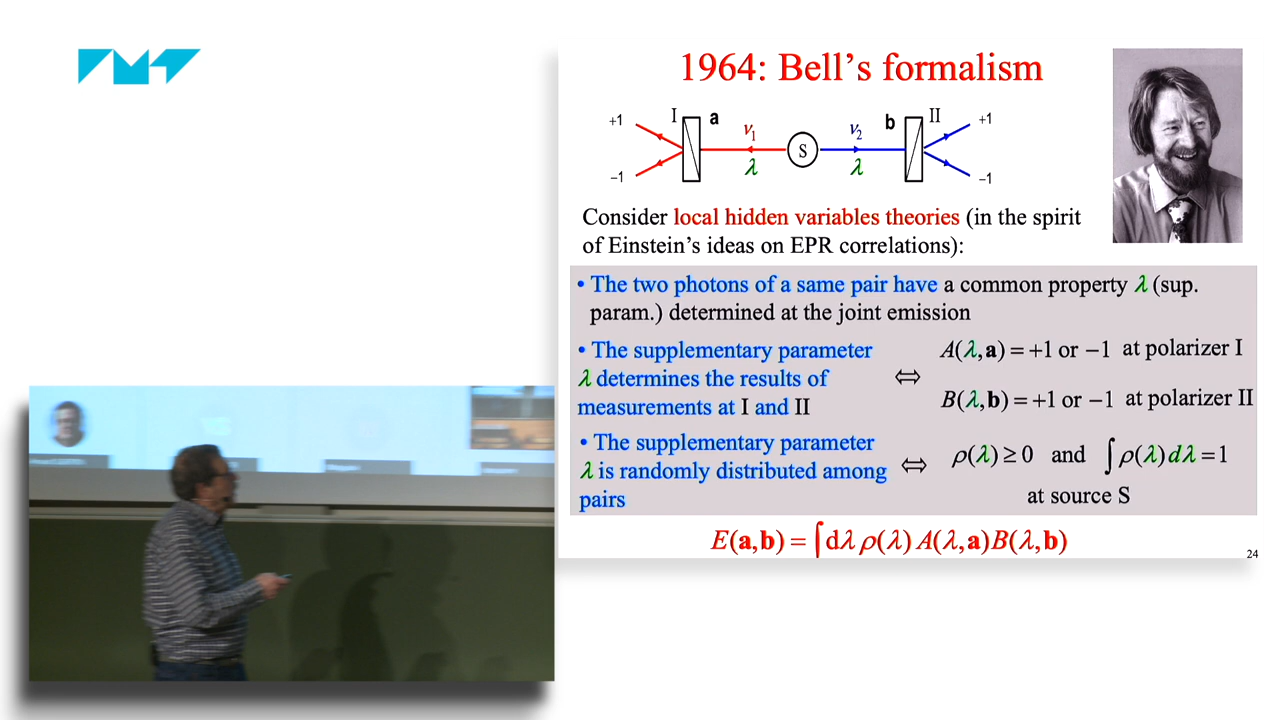 1964: Bell’s formalism
+1 I a ν₁ S ν₂ b II +1
−1 λ λ −1
Consider local hidden variables theories (in the spirit
of Einstein’s ideas on EPR correlations):
• The two photons of a same pair have a common property λ (sup.
param.) determined at the joint emission
• The supplementary parameter
λ determines the results of
measurements at I and II
⇔
A(λ,a) = +1 or −1 at polarizer I
B(λ,b) = +1 or −1 at polarizer II
• The supplementary parameter
λ is randomly distributed among
pairs
⇔
ρ(λ) ≥ 0 and ∫ρ(λ)dλ = 1
at source S
E(a,b) = ∫dλ ρ(λ) A(λ,a)B(λ,b)
24